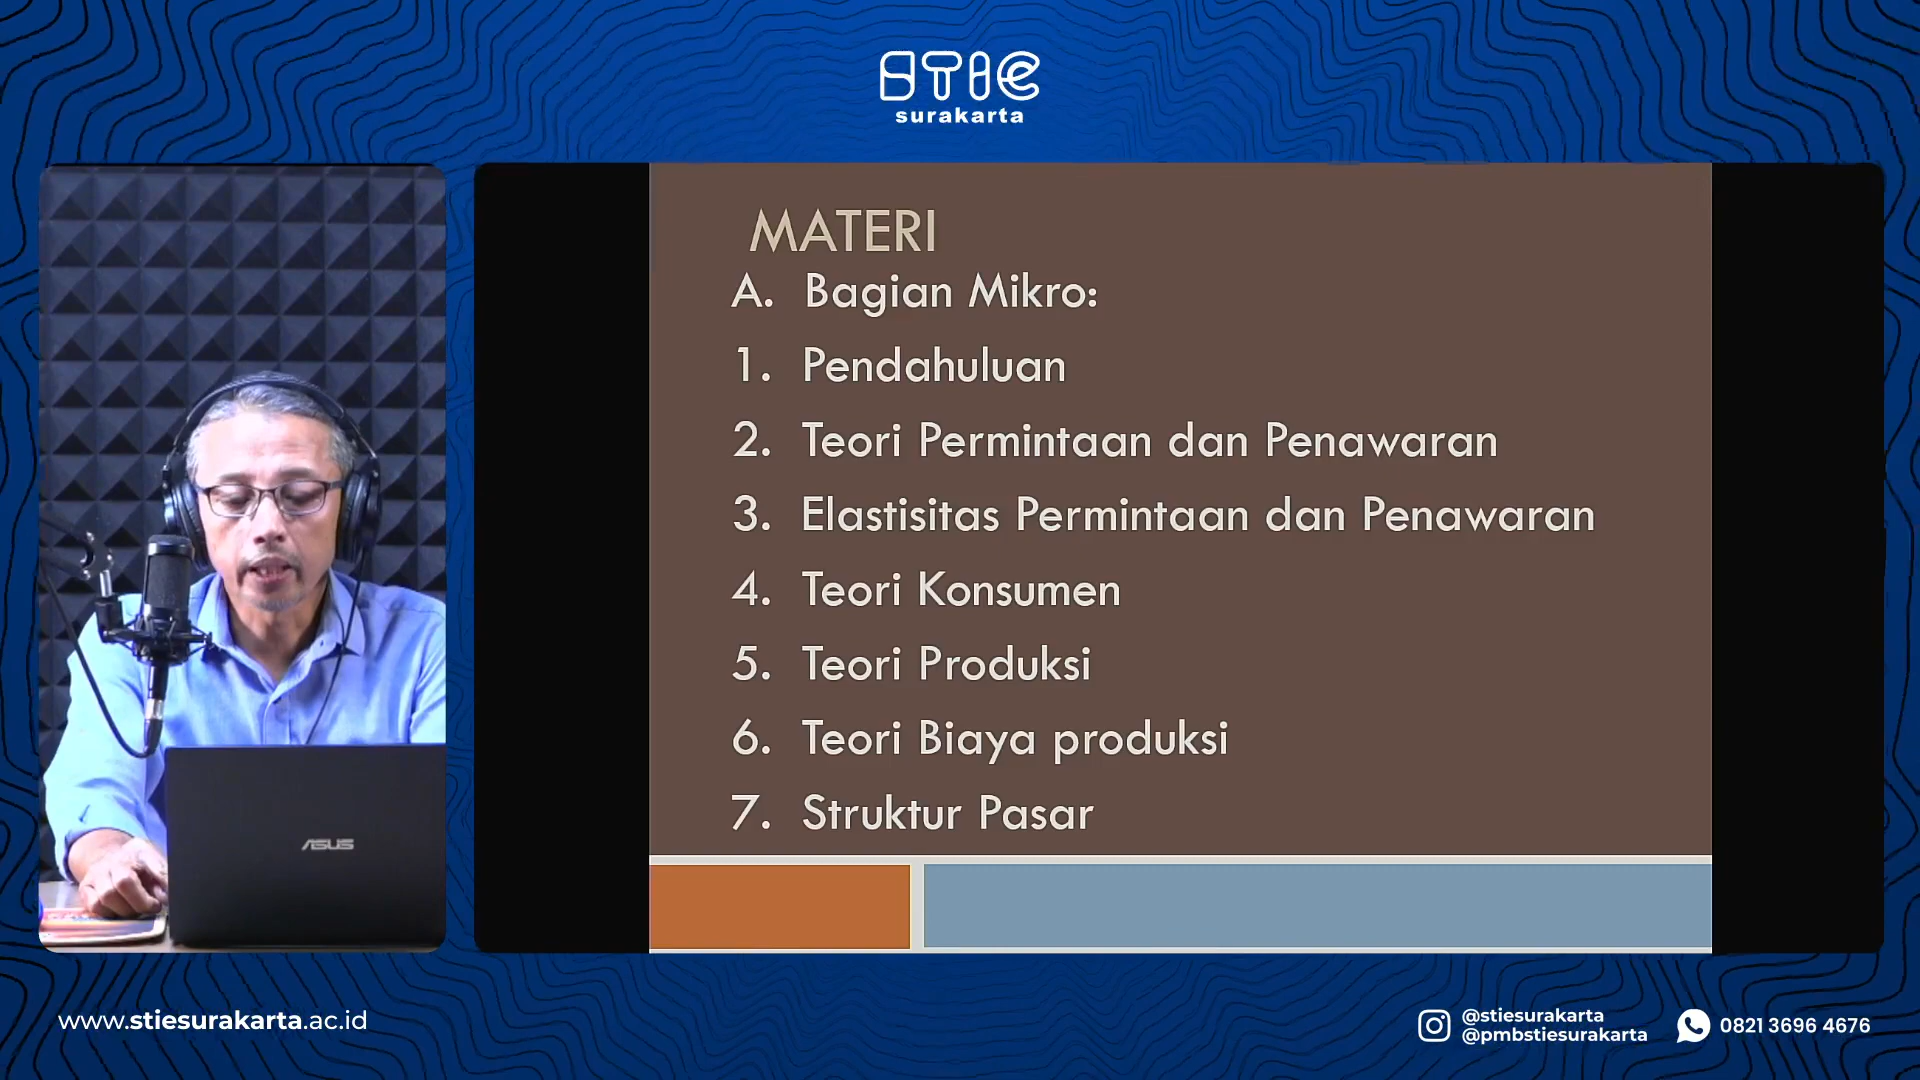 STIE
surakarta
MATERI
A. Bagian Mikro:
1. Pendahuluan
2. Teori Permintaan dan Penawaran
3. Elastisitas Permintaan dan Penawaran
4. Teori Konsumen
5. Teori Produksi
6. Teori Biaya produksi
7. Struktur Pasar
ASUS
www.stiesurakarta.ac.id
@stiesurakarta
@pmbstiesurakarta
0821 3696 4676